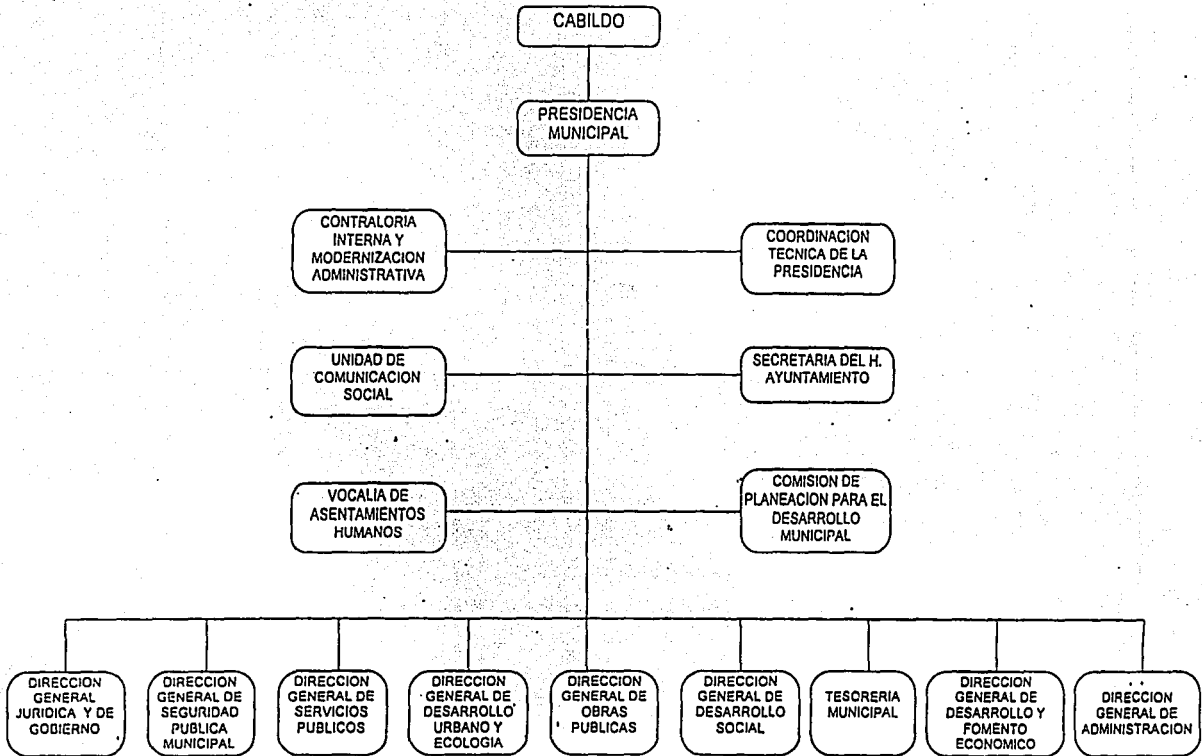 CABILDO
PRESIDENCIA
MUNICIPAL
CONTRALORIA
INTERNA Y
MODERNIZACION
ADMINISTRATIVA
COORDINACION
TECNICA DE LA
PRESIDENCIA
UNIDAD DE
COMUNICACION
SOCIAL
SECRETARIA DEL H.
AYUNTAMIENTO
VOCALIA DE
ASENTAMIENTOS
HUMANOS
COMISION DE
PLANEACION PARA EL
DESARROLLO
MUNICIPAL
DIRECCION
GENERAL
JURIDICA Y DE
GOBIERNO
DIRECCION
GENERAL DE
SEGURIDAD
PUBLICA
MUNICIPAL
DIRECCION
GENERAL DE
SERVICIOS
PUBLICOS
DIRECCION
GENERAL DE
DESARROLLO
URBANO Y
ECOLOGIA
DIRECCION
GENERAL DE
OBRAS
PUBLICAS
DIRECCION
GENERAL DE
DESARROLLO
SOCIAL
TESORERIA
MUNICIPAL
DIRECCION
GENERAL DE
DESARROLLO Y
FOMENTO
ECONOMICO
DIRECCION
GENERAL DE
ADMINISTRACION